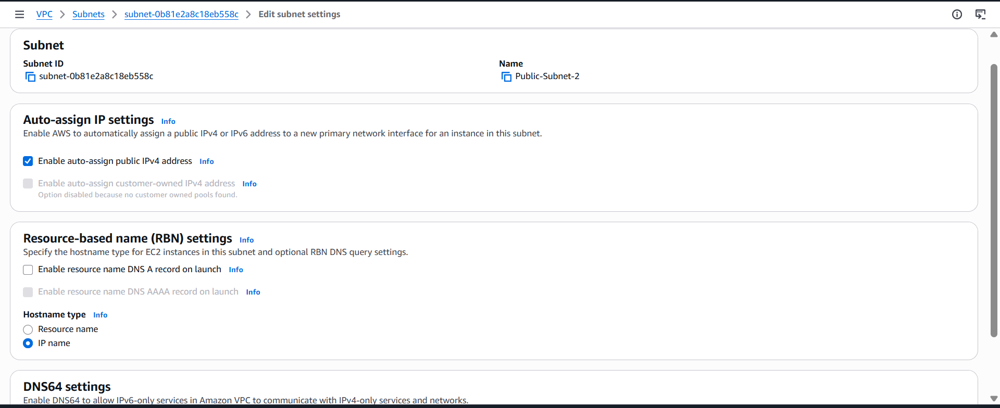 VPC > Subnets > subnet-0b81e2a8c18eb558c > Edit subnet settings
Subnet
Subnet ID
subnet-0b81e2a8c18eb558c
Name
Public-Subnet-2
Auto-assign IP settings Info
Enable AWS to automatically assign a public IPv4 or IPv6 address to a new primary network interface for an instance in this subnet.
Enable auto-assign public IPv4 address Info
Enable auto-assign customer-owned IPv4 address Info
Option disabled because no customer owned pools found.
Resource-based name (RBN) settings Info
Specify the hostname type for EC2 instances in this subnet and optional RBN DNS query settings.
Enable resource name DNS A record on launch Info
Enable resource name DNS AAAA record on launch Info
Hostname type Info
Resource name
IP name
DNS64 settings
Enable DNS64 to allow IPv6-only services in Amazon VPC to communicate with IPv4-only services and networks.